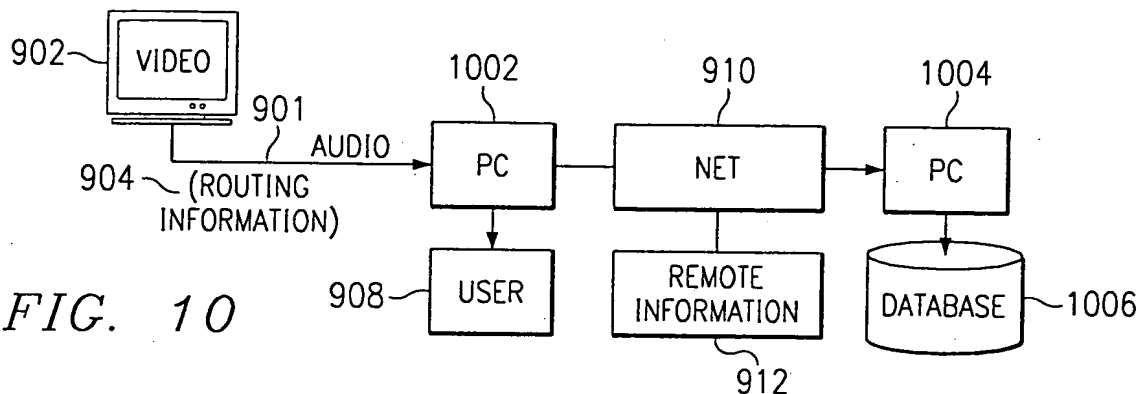 902
VIDEO
901
AUDIO
904
(ROUTING
INFORMATION)
1002
PC
910
NET
1004
PC
908
USER
REMOTE
INFORMATION
912
DATABASE
1006
FIG. 10